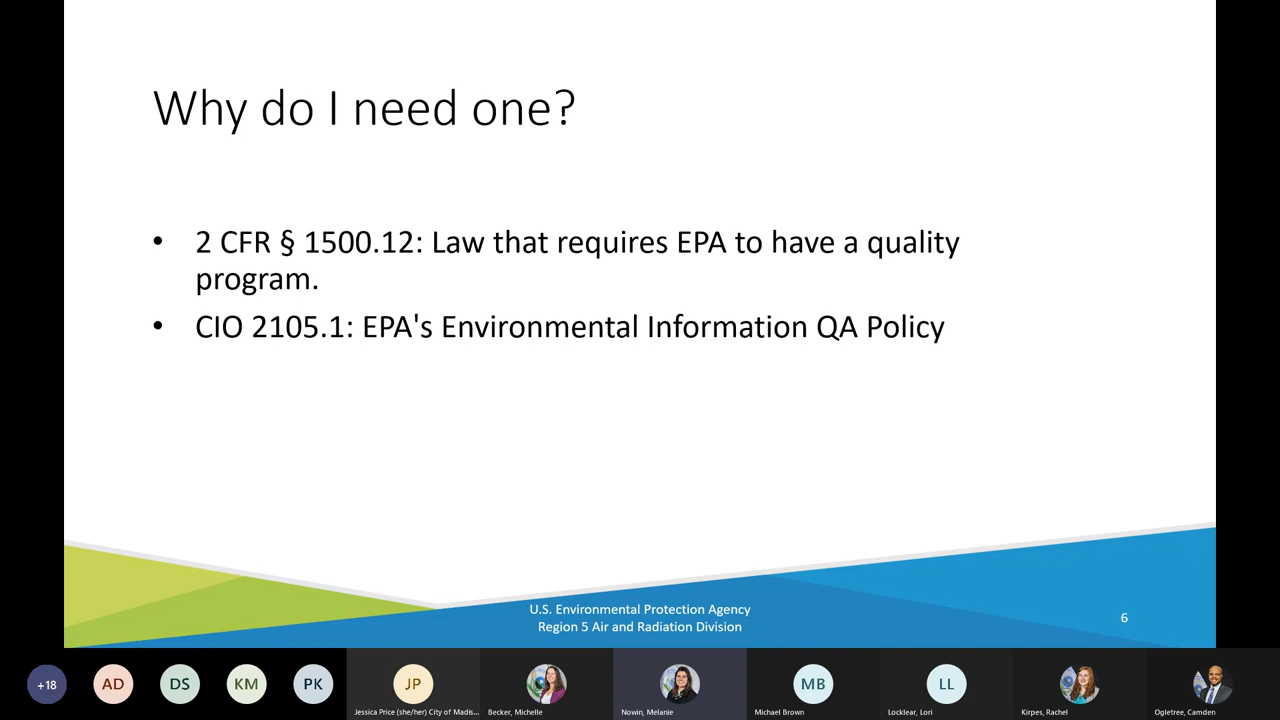 Why do I need one?
• 2 CFR § 1500.12: Law that requires EPA to have a quality
program.
• CIO 2105.1: EPA's Environmental Information QA Policy
U.S. Environmental Protection Agency
Region 5 Air and Radiation Division
6
+18
AD
DS
KM
PK
JP
MB
LL
Jessica Price (she/her) City of Madis...
Becker, Michelle
Nowin, Melanie
Michael Brown
Locklear, Lori
Kirpes, Rachel
Ogletree, Camden